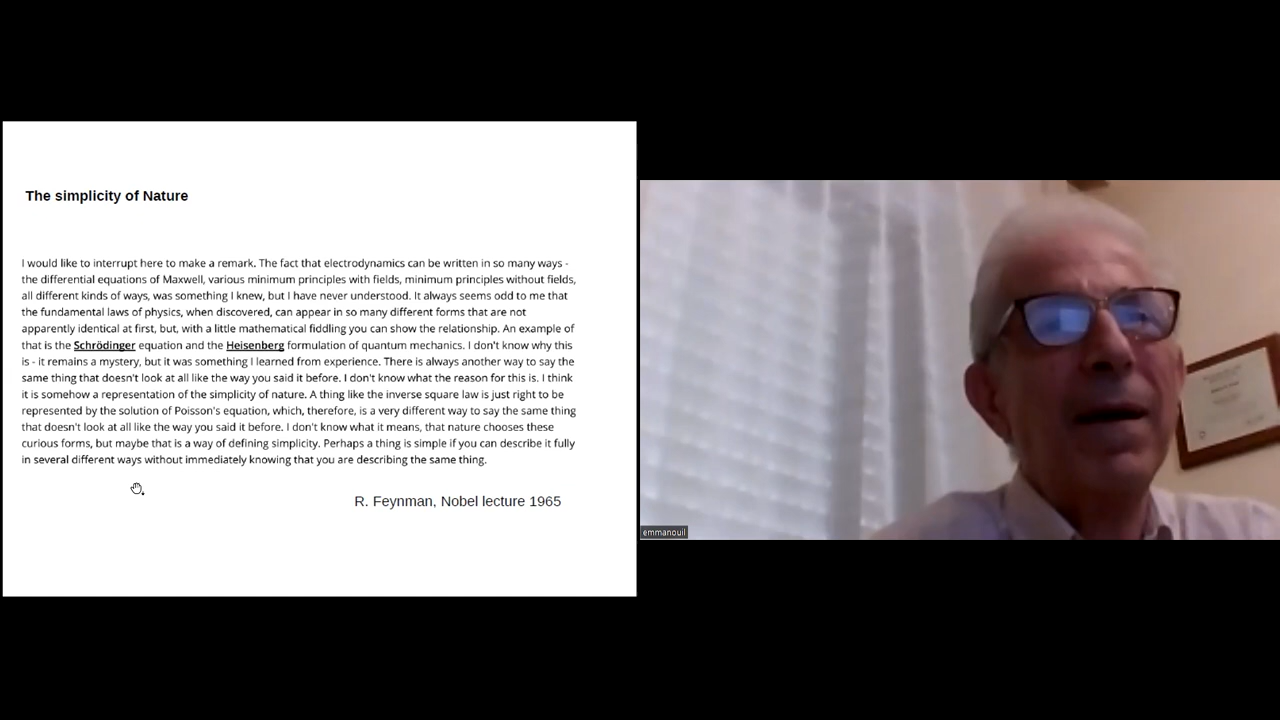 The simplicity of Nature
I would like to interrupt here to make a remark. The fact that electrodynamics can be written in so many ways -
the differential equations of Maxwell, various minimum principles with fields, minimum principles without fields,
all different kinds of ways, was something I knew, but I have never understood. It always seems odd to me that
the fundamental laws of physics, when discovered, can appear in so many different forms that are not
apparently identical at first, but, with a little mathematical fiddling you can show the relationship. An example of
that is the Schrödinger equation and the Heisenberg formulation of quantum mechanics. I don't know why this
is - it remains a mystery, but it was something I learned from experience. There is always another way to say the
same thing that doesn't look at all like the way you said it before. I don't know what the reason for this is. I think
it is somehow a representation of the simplicity of nature. A thing like the inverse square law is just right to be
represented by the solution of Poisson's equation, which, therefore, is a very different way to say the same thing
that doesn't look at all like the way you said it before. I don't know what it means, that nature chooses these
curious forms, but maybe that is a way of defining simplicity. Perhaps a thing is simple if you can describe it fully
in several different ways without immediately knowing that you are describing the same thing.
R. Feynman, Nobel lecture 1965
emmanouil